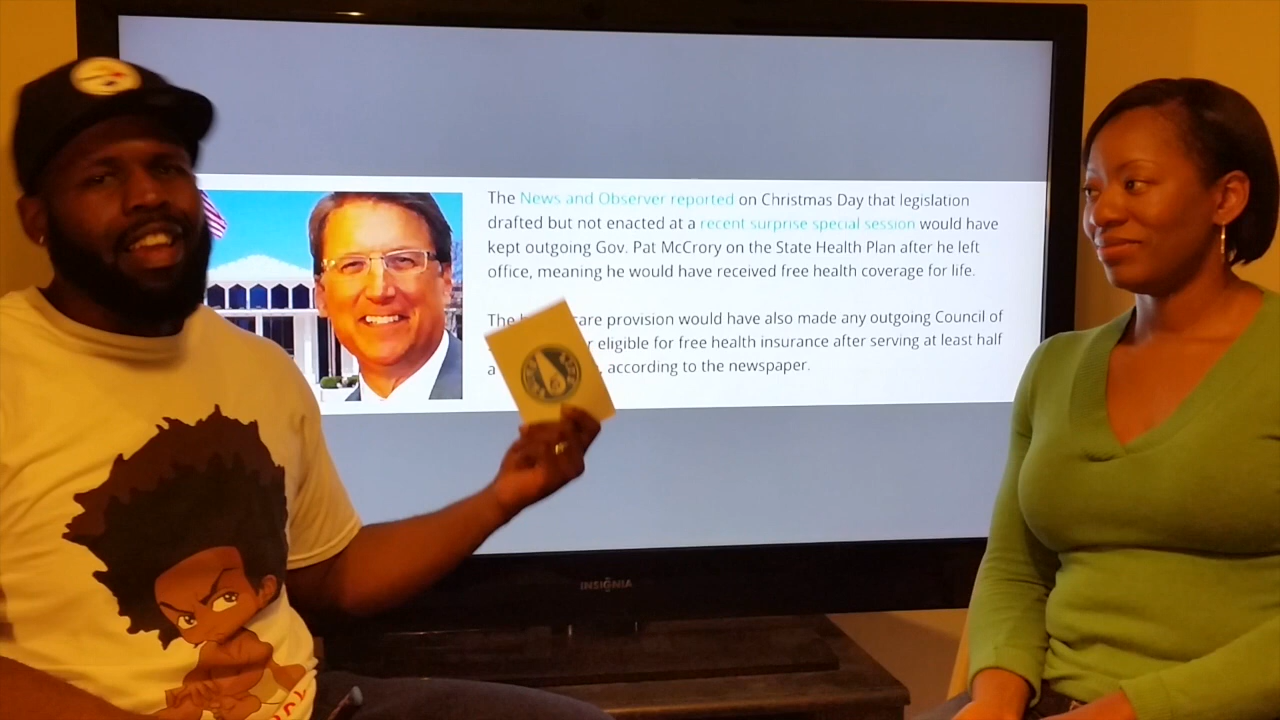 The News and Observer reported on Christmas Day that legislation
drafted but not enacted at a recent surprise special session would have
kept outgoing Gov. Pat McCrory on the State Health Plan after he left
office, meaning he would have received free health coverage for life.
The care provision would have also made any outgoing Council of
eligible for free health insurance after serving at least half
a , according to the newspaper.
INSIGNIA